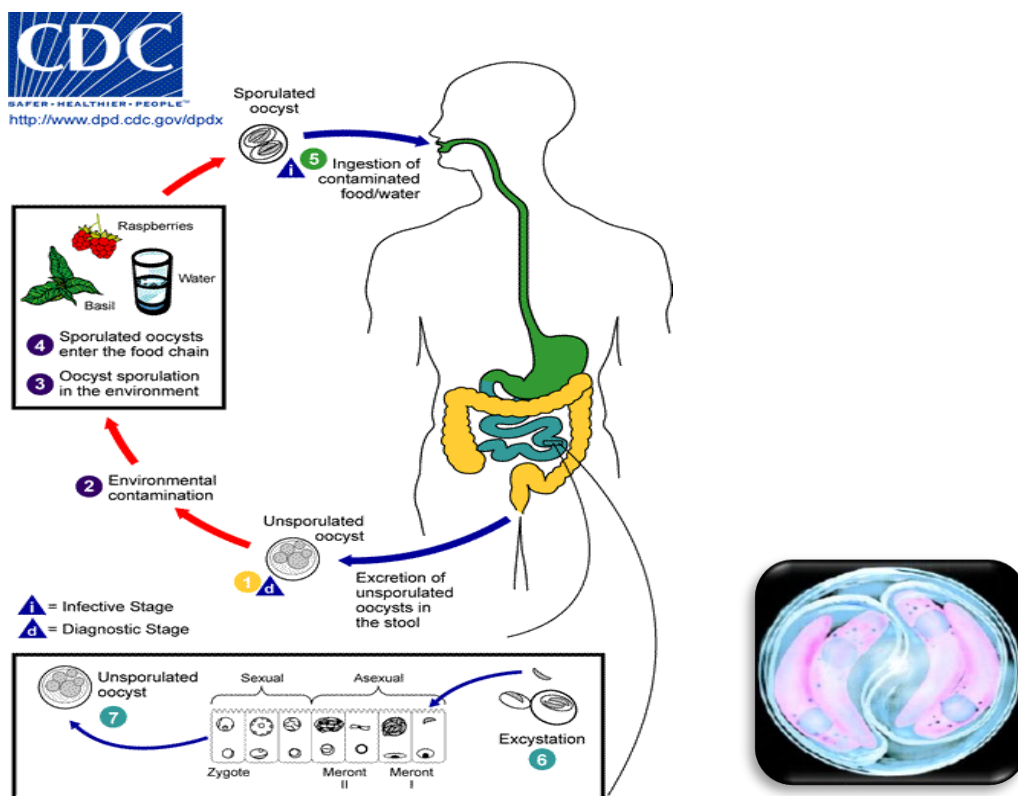 CDC
SAFER • HEALTHIER • PEOPLE™
http://www.dpd.cdc.gov/dpdx
Sporulated
oocyst
i
5
Ingestion of
contaminated
food/water
Raspberries
Water
Basil
4 Sporulated oocysts
enter the food chain
3 Oocyst sporulation
in the environment
2 Environmental
contamination
Unsporulated
oocyst
1
d
Excretion of
unsporulated
oocysts in
the stool
i = Infective Stage
d = Diagnostic Stage
Unsporulated
oocyst
7
Sexual
Asexual
Excystation
6
Zygote
Meront
II
Meront
I